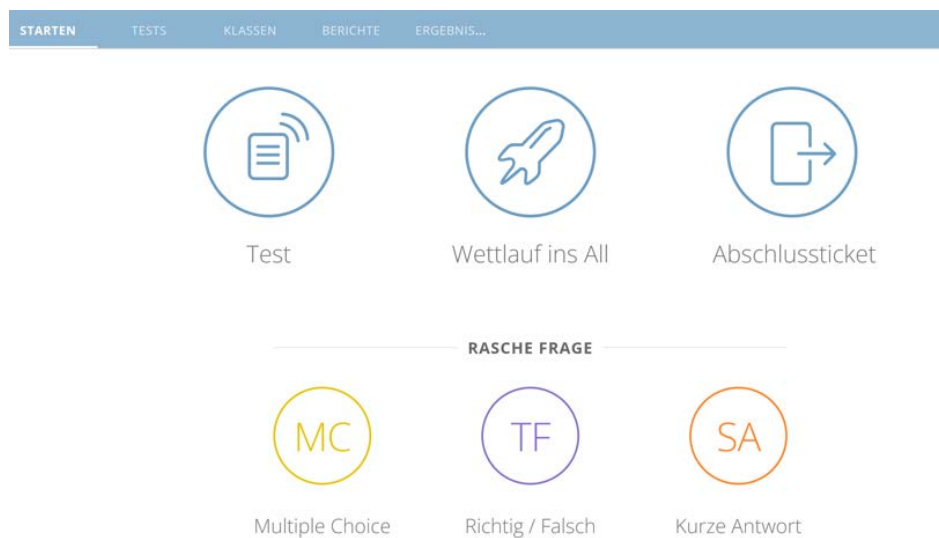 STARTEN TESTS KLASSEN BERICHTE ERGEBNIS...
Test Wettlauf ins All Abschlussticket
RASCHE FRAGE
MC TF SA
Multiple Choice Richtig / Falsch Kurze Antwort